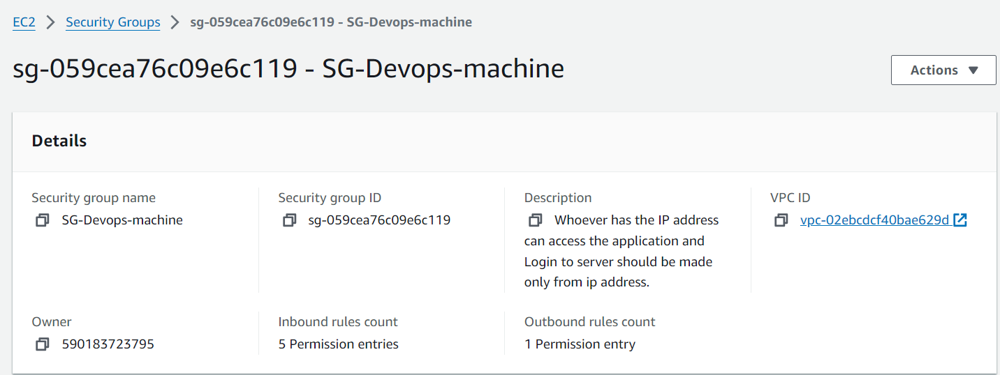 EC2 > Security Groups > sg-059cea76c09e6c119 - SG-Devops-machine
sg-059cea76c09e6c119 - SG-Devops-machine
Actions
Details
Security group name
SG-Devops-machine
Security group ID
sg-059cea76c09e6c119
Description
Whoever has the IP address
can access the application and
Login to server should be made
only from ip address.
VPC ID
vpc-02ebcdcf40bae629d
Owner
590183723795
Inbound rules count
5 Permission entries
Outbound rules count
1 Permission entry